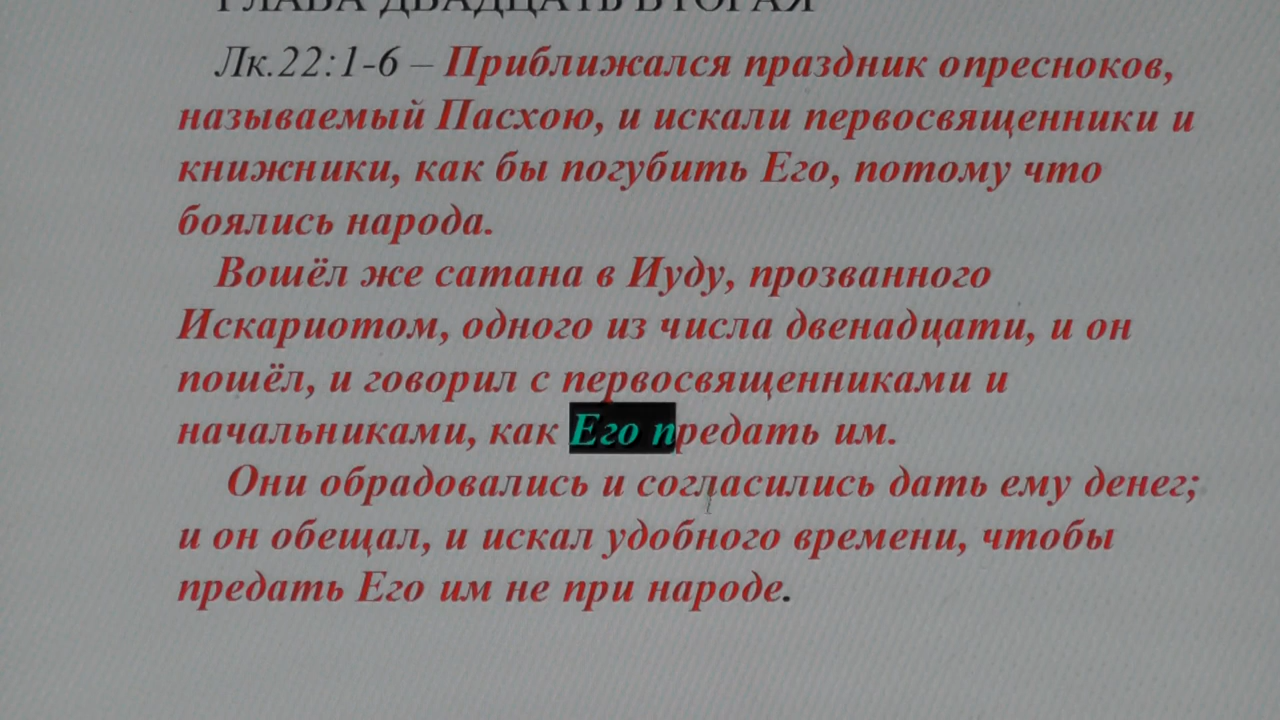 ГЛАВА ДВАДЦАТЬ ВТОРАЯ
Лк.22:1-6 – Приближался праздник опресноков,
называемый Пасхою, и искали первосвященники и
книжники, как бы погубить Его, потому что
боялись народа.
Вошёл же сатана в Иуду, прозванного
Искариотом, одного из числа двенадцати, и он
пошёл, и говорил с первосвященниками и
начальниками, как Его предать им.
Они обрадовались и согласились дать ему денег;
и он обещал, и искал удобного времени, чтобы
предать Его им не при народе.